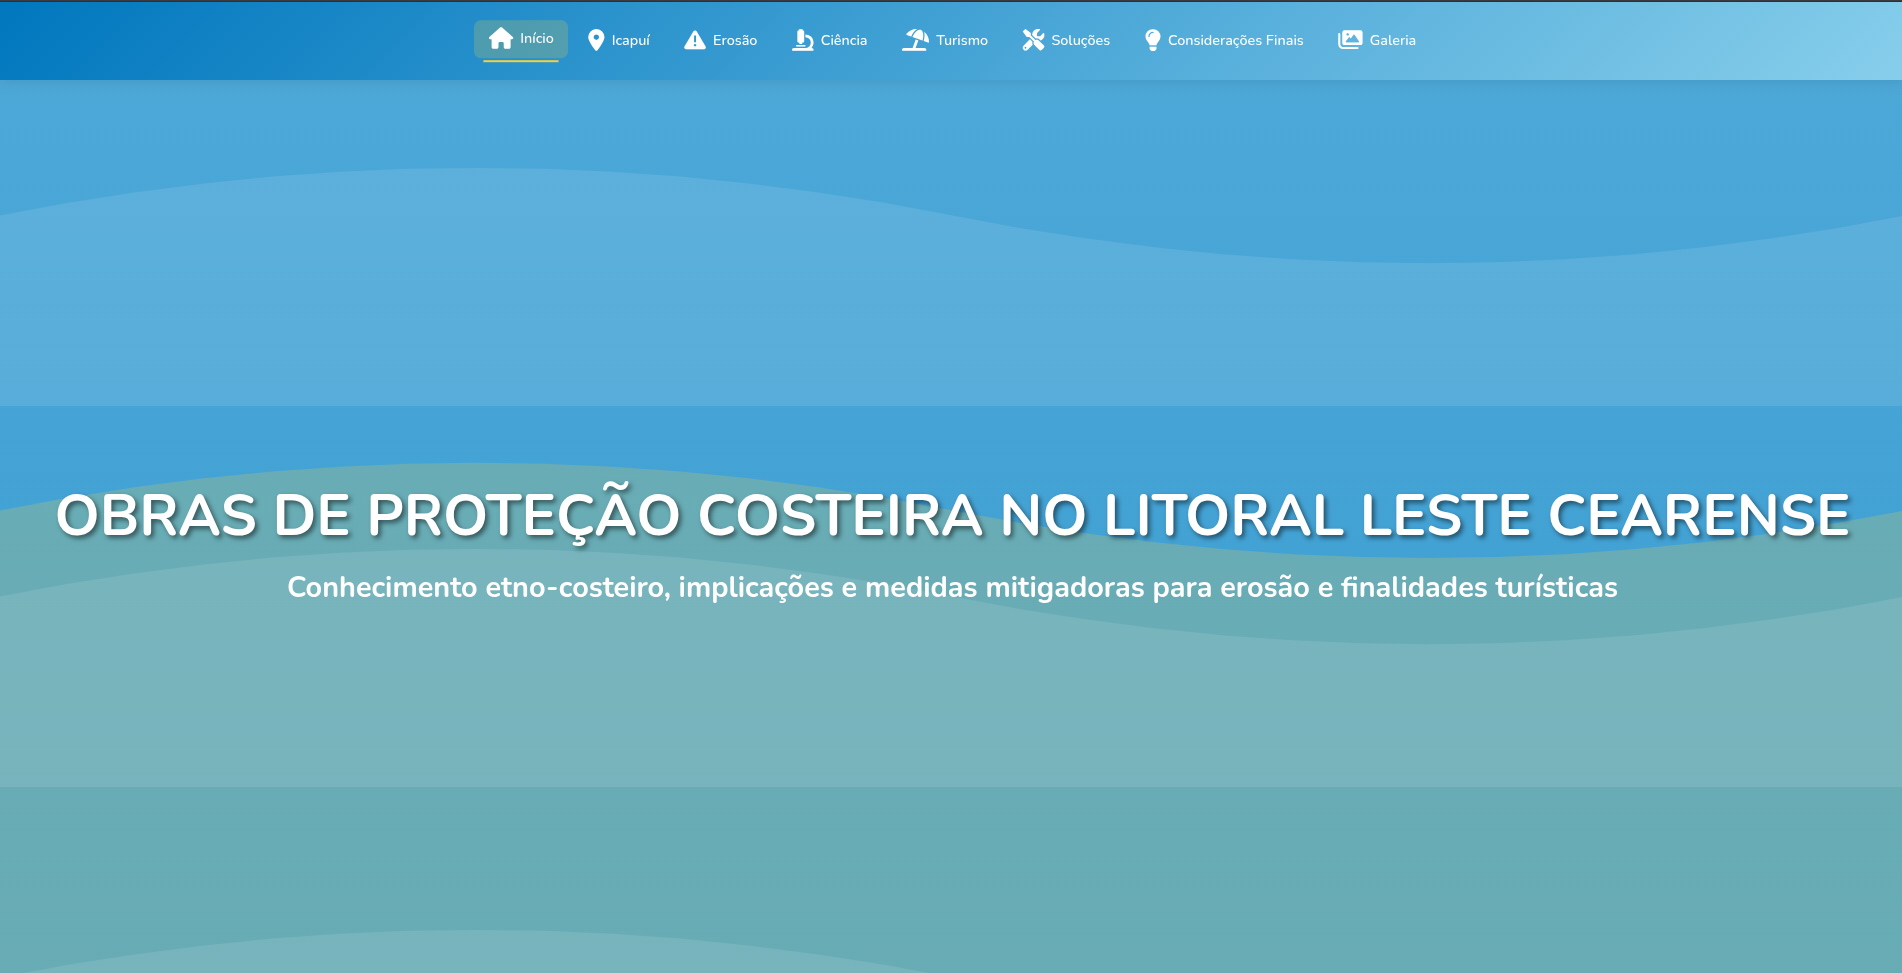 Início Icapuí Erosão Ciência Turismo Soluções Considerações Finais Galeria
OBRAS DE PROTEÇÃO COSTEIRA NO LITORAL LESTE CEARENSE
Conhecimento etno-costeiro, implicações e medidas mitigadoras para erosão e finalidades turísticas